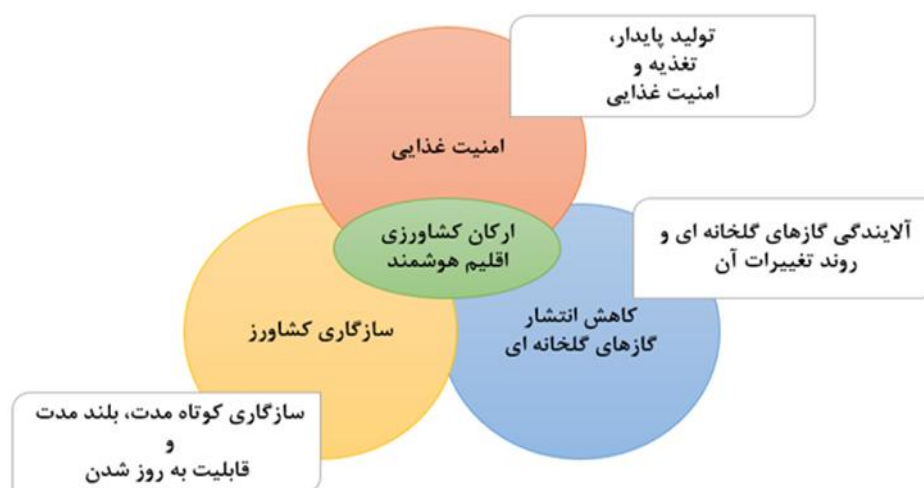 تولید پایدار،
تغذیه و
امنیت غذایی
امنیت غذایی
ارکان کشاورزی
اقلیم هوشمند
آلایندگی گازهای گلخانه ای و
روند تغییرات آن
کاهش انتشار
گازهای گلخانه ای
سازگاری کشاورز
سازگاری کوتاه مدت، بلند مدت
و
قابلیت به روز شدن